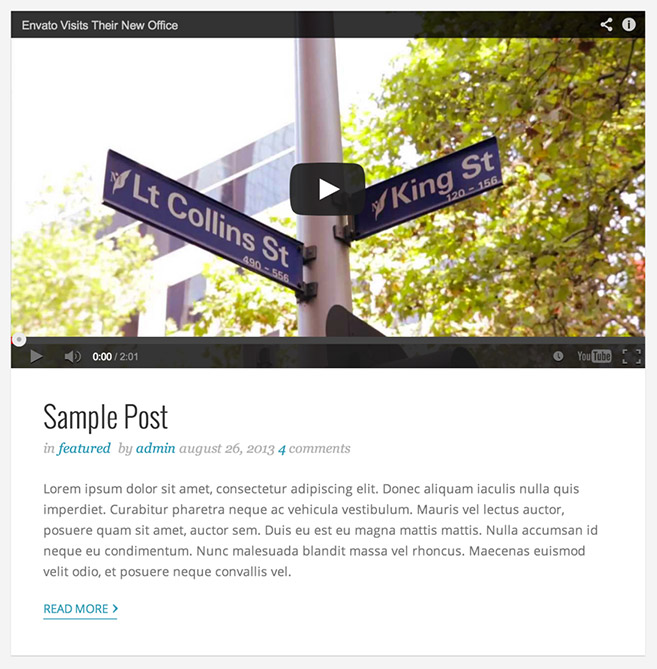 Envato Visits Their New Office
Lt Collins St
490 - 556
King St
120 - 156
0:00 / 2:01
YouTube
Sample Post
in featured by admin august 26, 2013 4 comments
Lorem ipsum dolor sit amet, consectetur adipiscing elit. Donec aliquam iaculis nulla quis
imperdiet. Curabitur pharetra neque ac vehicula vestibulum. Mauris vel lectus auctor,
posuere quam sit amet, auctor sem. Duis eu est eu magna mattis mattis. Nulla accumsan id
neque eu condimentum. Nunc malesuada blandit massa vel rhoncus. Maecenas euismod
velit odio, et posuere neque convallis vel.
READ MORE